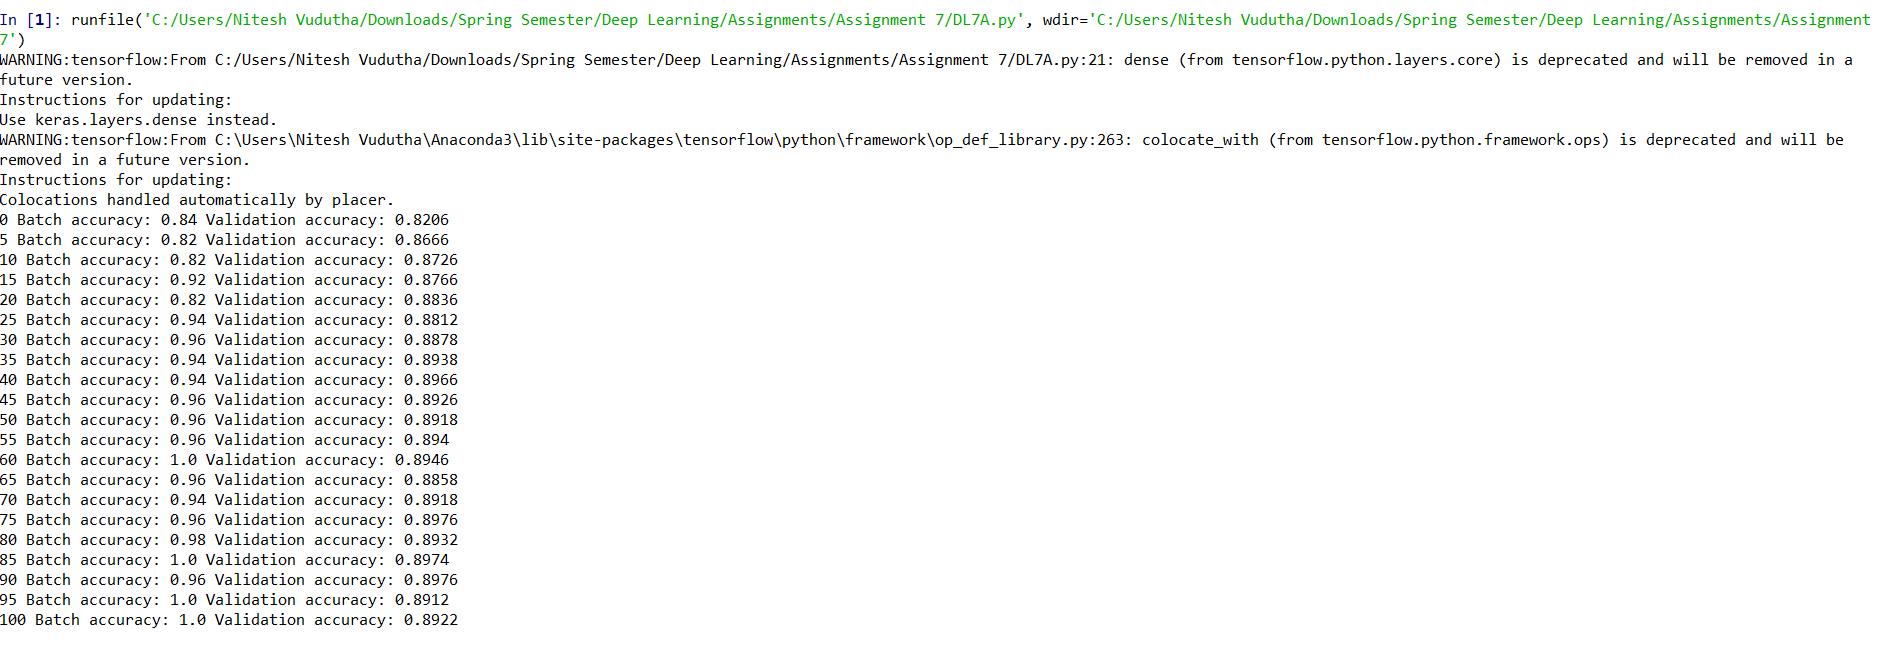 In [1]: runfile('C:/Users/Nitesh Vudutha/Downloads/Spring Semester/Deep Learning/Assignments/Assignment 7/DL7A.py', wdir='C:/Users/Nitesh Vudutha/Downloads/Spring Semester/Deep Learning/Assignments/Assignment
7')
WARNING:tensorflow:From C:/Users/Nitesh Vudutha/Downloads/Spring Semester/Deep Learning/Assignments/Assignment 7/DL7A.py:21: dense (from tensorflow.python.layers.core) is deprecated and will be removed in a
future version.
Instructions for updating:
Use keras.layers.dense instead.
WARNING:tensorflow:From C:\Users\Nitesh Vudutha\Anaconda3\lib\site-packages\tensorflow\python\framework\op_def_library.py:263: colocate_with (from tensorflow.python.framework.ops) is deprecated and will be
removed in a future version.
Instructions for updating:
Colocations handled automatically by placer.
0 Batch accuracy: 0.84 Validation accuracy: 0.8206
5 Batch accuracy: 0.82 Validation accuracy: 0.8666
10 Batch accuracy: 0.82 Validation accuracy: 0.8726
15 Batch accuracy: 0.92 Validation accuracy: 0.8766
20 Batch accuracy: 0.82 Validation accuracy: 0.8836
25 Batch accuracy: 0.94 Validation accuracy: 0.8812
30 Batch accuracy: 0.96 Validation accuracy: 0.8878
35 Batch accuracy: 0.94 Validation accuracy: 0.8938
40 Batch accuracy: 0.94 Validation accuracy: 0.8966
45 Batch accuracy: 0.96 Validation accuracy: 0.8926
50 Batch accuracy: 0.96 Validation accuracy: 0.8918
55 Batch accuracy: 0.96 Validation accuracy: 0.894
60 Batch accuracy: 1.0 Validation accuracy: 0.8946
65 Batch accuracy: 0.96 Validation accuracy: 0.8858
70 Batch accuracy: 0.94 Validation accuracy: 0.8918
75 Batch accuracy: 0.96 Validation accuracy: 0.8976
80 Batch accuracy: 0.98 Validation accuracy: 0.8932
85 Batch accuracy: 1.0 Validation accuracy: 0.8974
90 Batch accuracy: 0.96 Validation accuracy: 0.8976
95 Batch accuracy: 1.0 Validation accuracy: 0.8912
100 Batch accuracy: 1.0 Validation accuracy: 0.8922